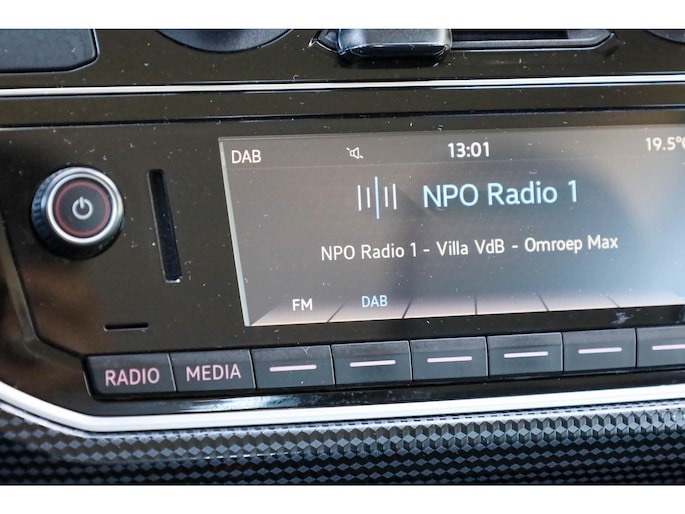 DAB 13:01 19.5°C
NPO Radio 1
NPO Radio 1 - Villa VdB - Omroep Max
FM DAB
RADIO MEDIA